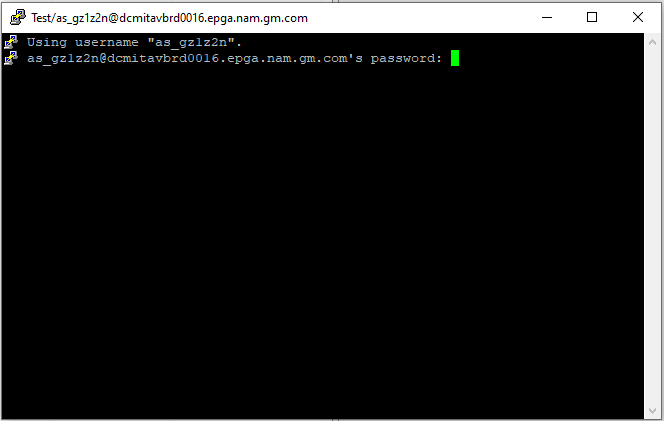 Test/as_gz1z2n@dcmitavbrd0016.epga.nam.gm.com
Using username "as_gz1z2n".
as_gz1z2n@dcmitavbrd0016.epga.nam.gm.com's password: